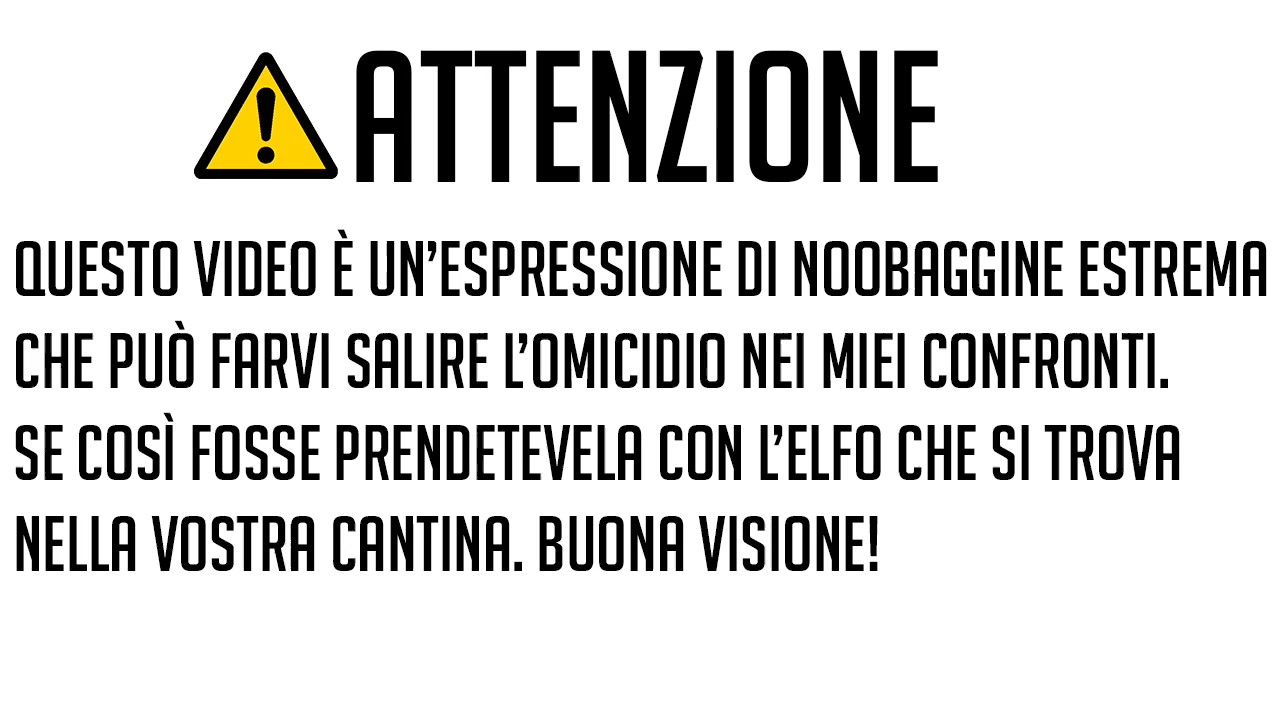 ATTENZIONE
QUESTO VIDEO È UN'ESPRESSIONE DI NOOBAGGINE ESTREMA
CHE PUÒ FARVI SALIRE L'OMICIDIO NEI MIEI CONFRONTI.
SE COSÌ FOSSE PRENDETEVELA CON L'ELFO CHE SI TROVA
NELLA VOSTRA CANTINA. BUONA VISIONE!